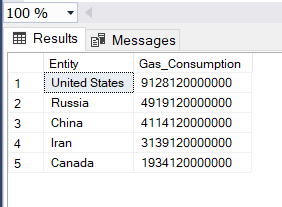 100 %
Results Messages
Entity Gas_Consumption
1 United States 9128120000000
2 Russia 4919120000000
3 China 4114120000000
4 Iran 3139120000000
5 Canada 1934120000000